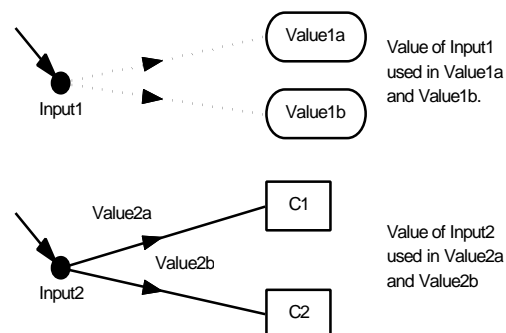 Value1a
Value of Input1
used in Value1a
and Value1b.
Input1
Value1b
Value2a
C1
Value of Input2
used in Value2a
and Value2b
Value2b
Input2
C2